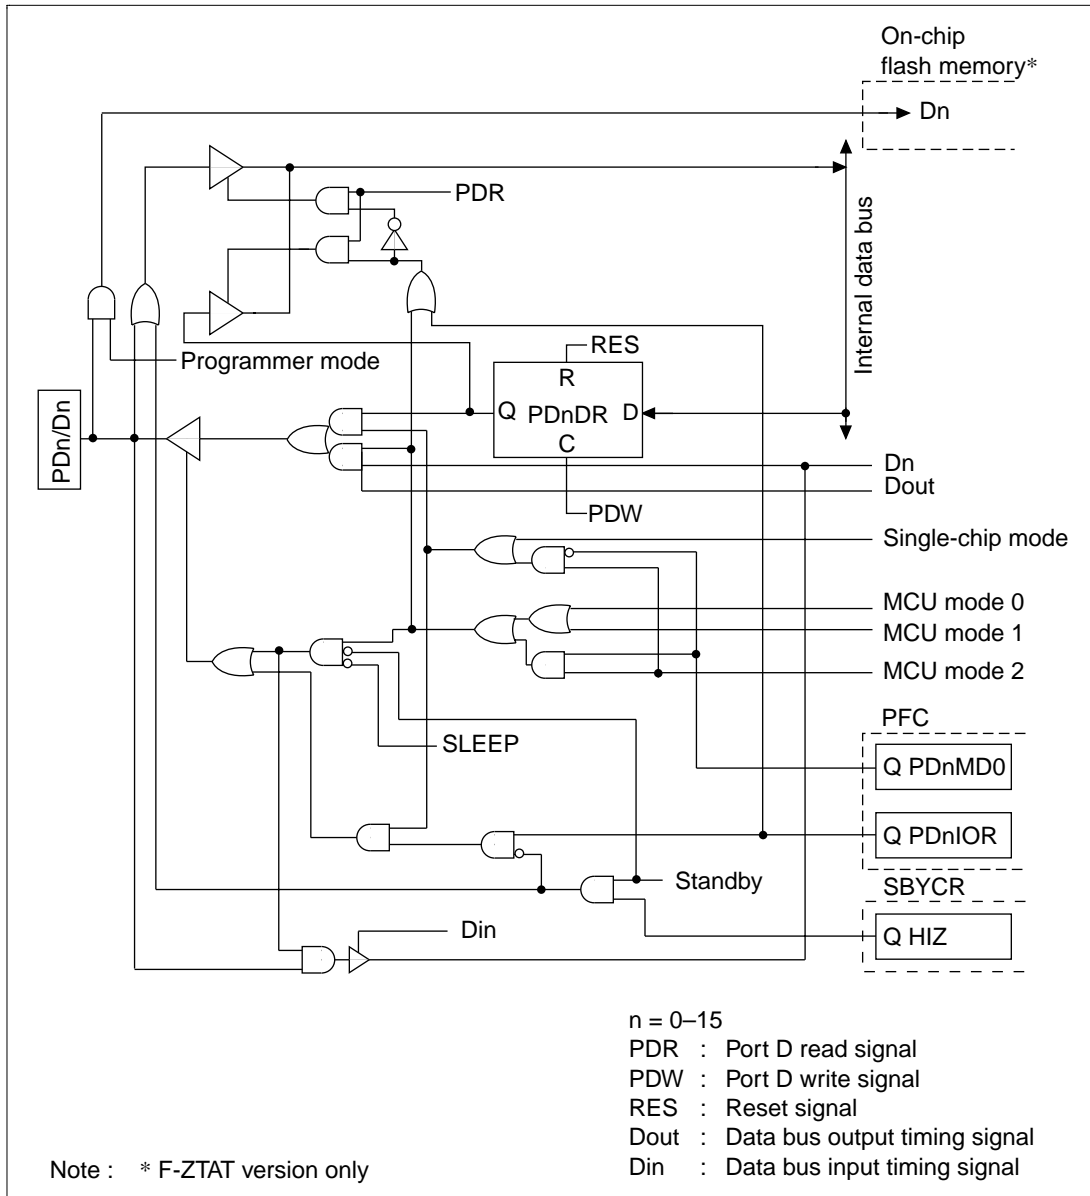 On-chip
flash memory*
Dn
PDR
Internal data bus
Programmer mode
RES
R
Q PDnDR D
C
PDn/Dn
Dn
Dout
PDW
Single-chip mode
MCU mode 0
MCU mode 1
MCU mode 2
PFC
SLEEP
Q PDnMD0
Q PDnIOR
Standby
SBYCR
Din
Q HIZ
n = 0–15
PDR : Port D read signal
PDW : Port D write signal
RES : Reset signal
Dout : Data bus output timing signal
Din : Data bus input timing signal
Note : * F-ZTAT version only